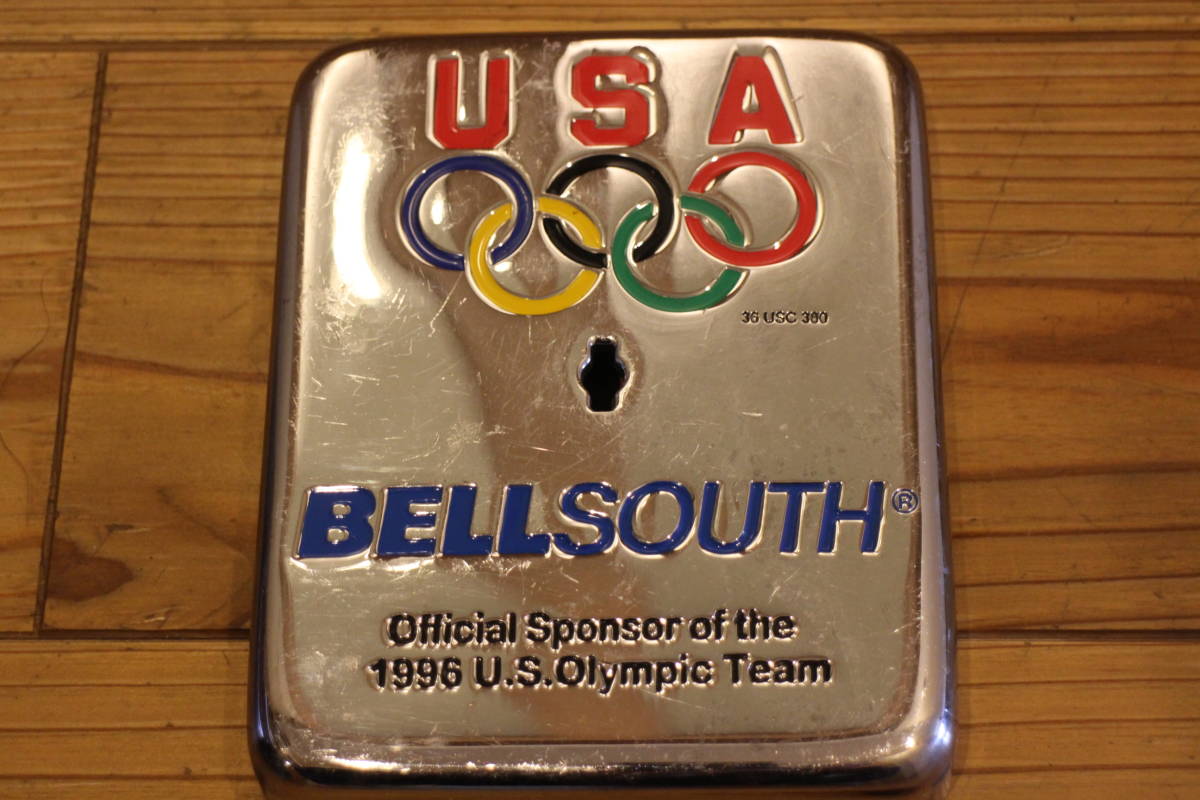 USA
36 USC 380
BELLSOUTH®
Official Sponsor of the
1996 U.S.Olympic Team